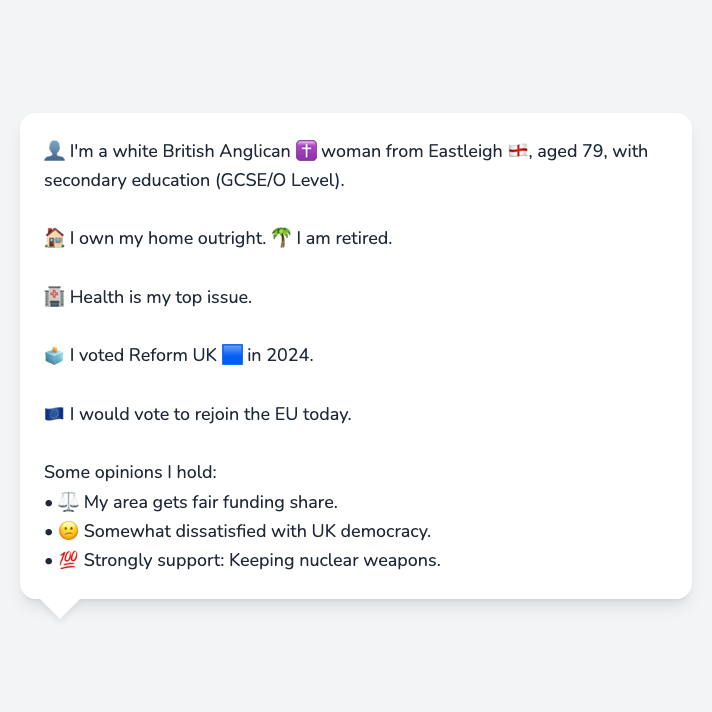 👤 I'm a white British Anglican ✝️ woman from Eastleigh 🏴󠁧󠁢󠁥󠁮󠁧󠁿, aged 79, with
secondary education (GCSE/O Level).
🏠 I own my home outright. 🌴 I am retired.
🏥 Health is my top issue.
🗳️ I voted Reform UK 🟦 in 2024.
🇪🇺 I would vote to rejoin the EU today.
Some opinions I hold:
• ⚖️ My area gets fair funding share.
• 🙁 Somewhat dissatisfied with UK democracy.
• 💯 Strongly support: Keeping nuclear weapons.